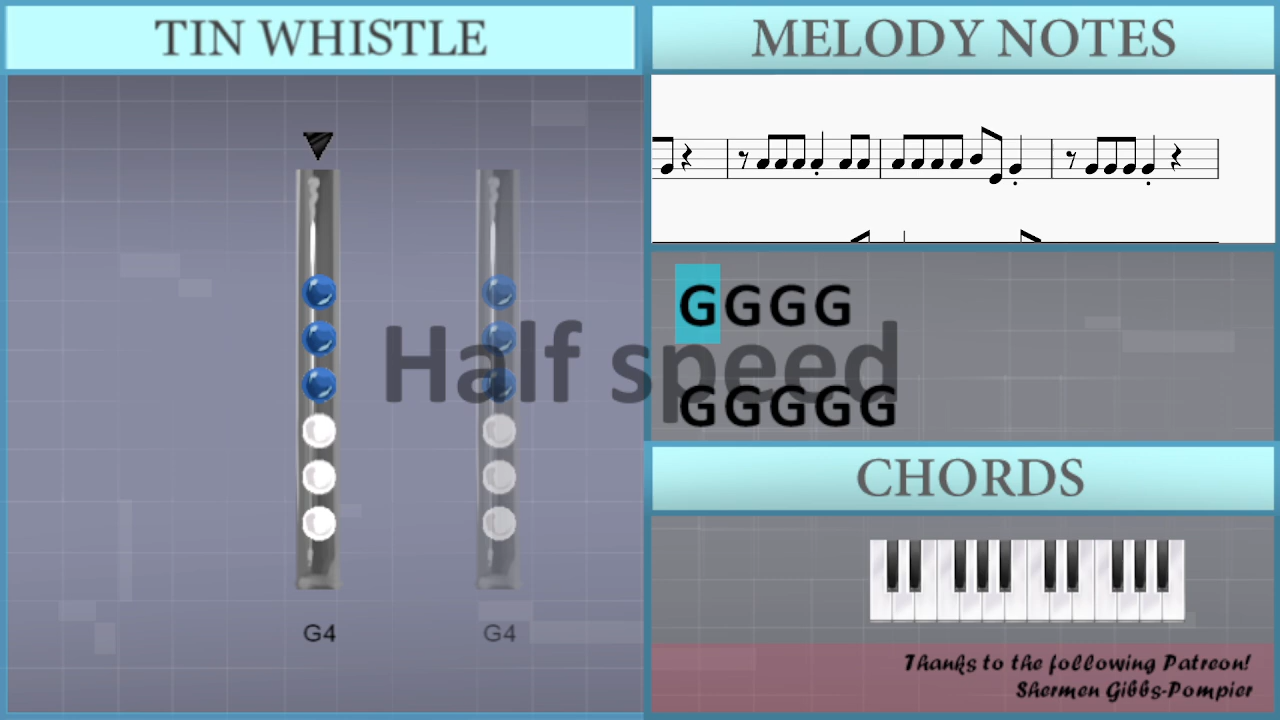 TIN WHISTLE
MELODY NOTES
GGGG
Half speed
GGGGG
CHORDS
G4
G4
Thanks to the following Patreon!
Shermen Gibbs-Pompier